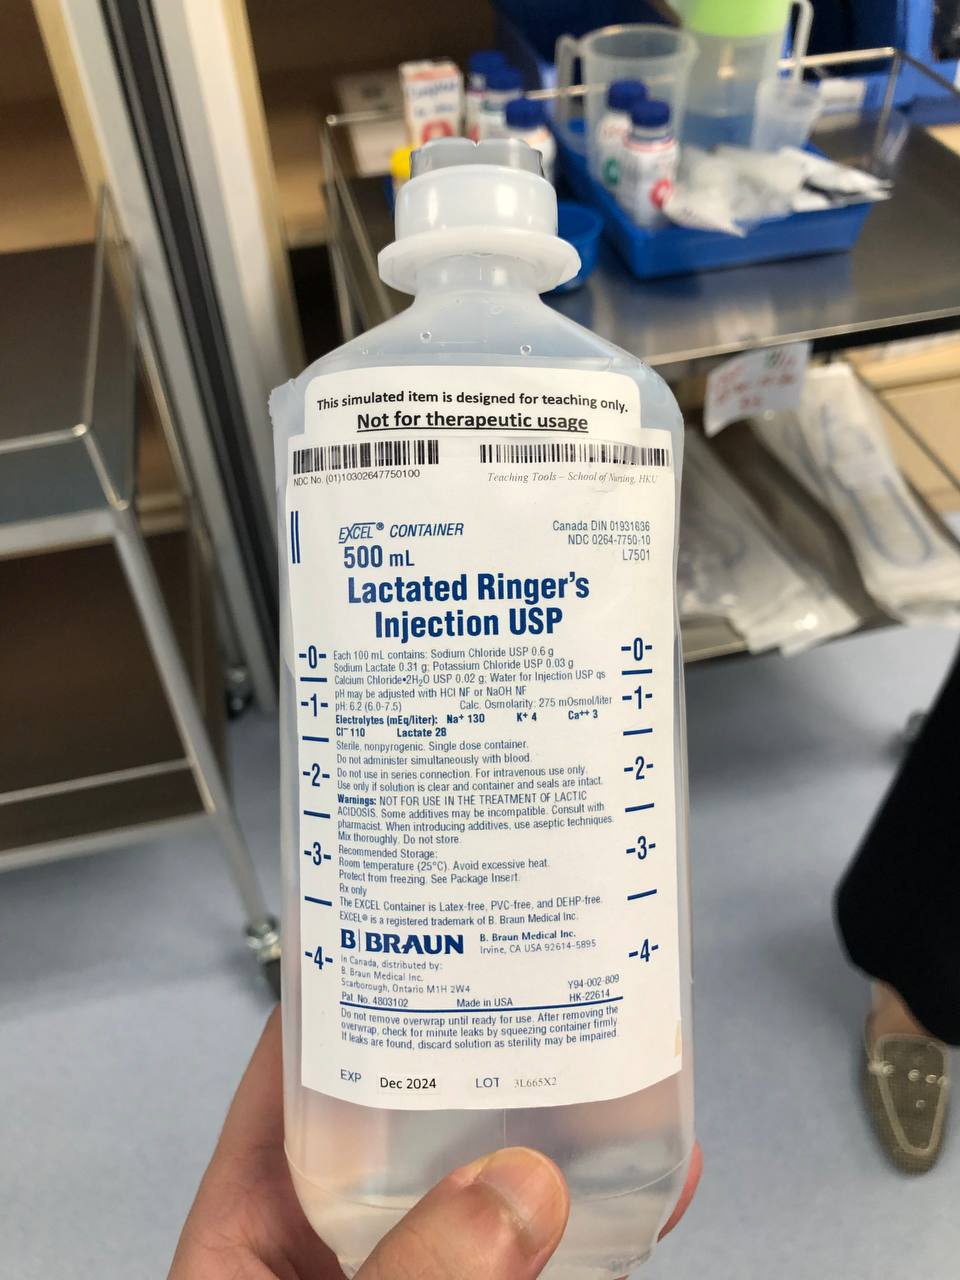 This simulated item is designed for teaching only.
Not for therapeutic usage
NDC No. (01)10302647750100
Teaching Tools – School of Nursing, HKU
EXCEL® CONTAINER
500 mL
Canada DIN 01931636
NDC 0264-7750-10
L7501
Lactated Ringer's
Injection USP
-0- -0-
Each 100 mL contains: Sodium Chloride USP 0.6 g
Sodium Lactate 0.31 g; Potassium Chloride USP 0.03 g
Calcium Chloride•2H₂O USP 0.02 g; Water for Injection USP qs
-1- -1-
pH may be adjusted with HCl NF or NaOH NF
pH: 6.2 (6.0-7.5) Calc. Osmolarity: 275 mOsmol/liter
Electrolytes (mEq/liter): Na⁺ 130 K⁺ 4 Ca⁺⁺ 3
Cl⁻ 110 Lactate 28
Sterile, nonpyrogenic. Single dose container.
Do not administer simultaneously with blood.
-2- -2-
Do not use in series connection. For intravenous use only.
Use only if solution is clear and container and seals are intact.
Warnings: NOT FOR USE IN THE TREATMENT OF LACTIC
ACIDOSIS. Some additives may be incompatible. Consult with
pharmacist. When introducing additives, use aseptic techniques.
Mix thoroughly. Do not store.
-3- -3-
Recommended Storage:
Room temperature (25°C). Avoid excessive heat.
Protect from freezing. See Package Insert.
Rx only
The EXCEL Container is Latex-free, PVC-free, and DEHP-free.
EXCEL® is a registered trademark of B. Braun Medical Inc.
B|BRAUN
B. Braun Medical Inc.
Irvine, CA USA 92614-5895
-4- -4-
In Canada, distributed by:
B. Braun Medical Inc.
Scarborough, Ontario M1H 2W4
Pat. No. 4803102 Made in USA
Y94-002-809
HK-22614
Do not remove overwrap until ready for use. After removing the
overwrap, check for minute leaks by squeezing container firmly.
If leaks are found, discard solution as sterility may be impaired.
EXP Dec 2024 LOT 3L665X2